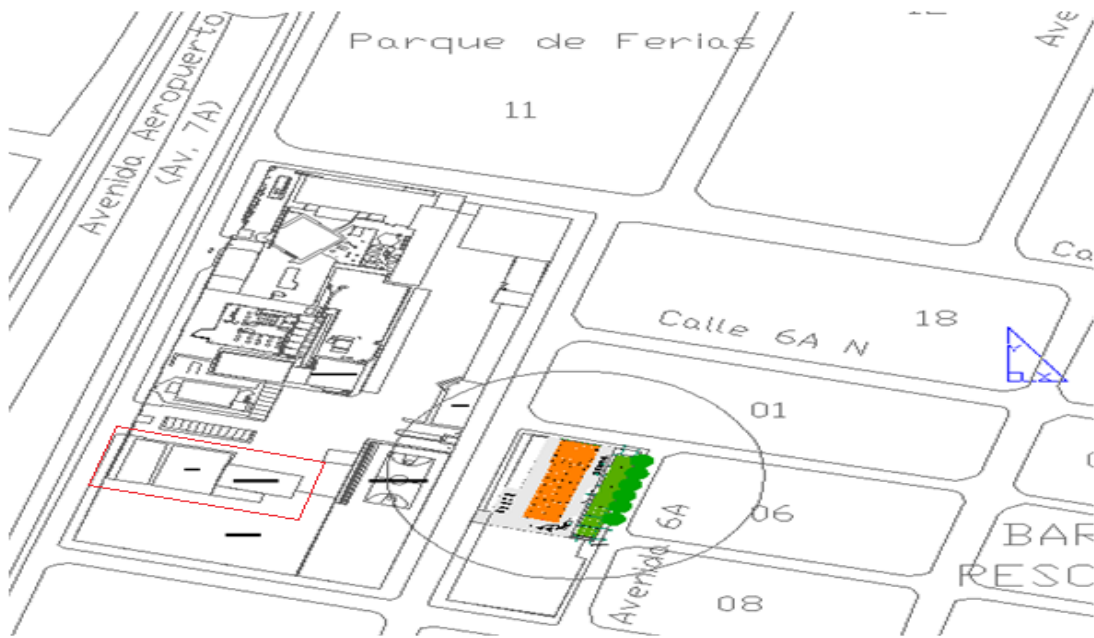 Parque de Ferias
11
Avenida Aeropuerto
(Av. 7A)
Calle 6A N
18
01
06
6A
Avenida
08
BAR
RESC